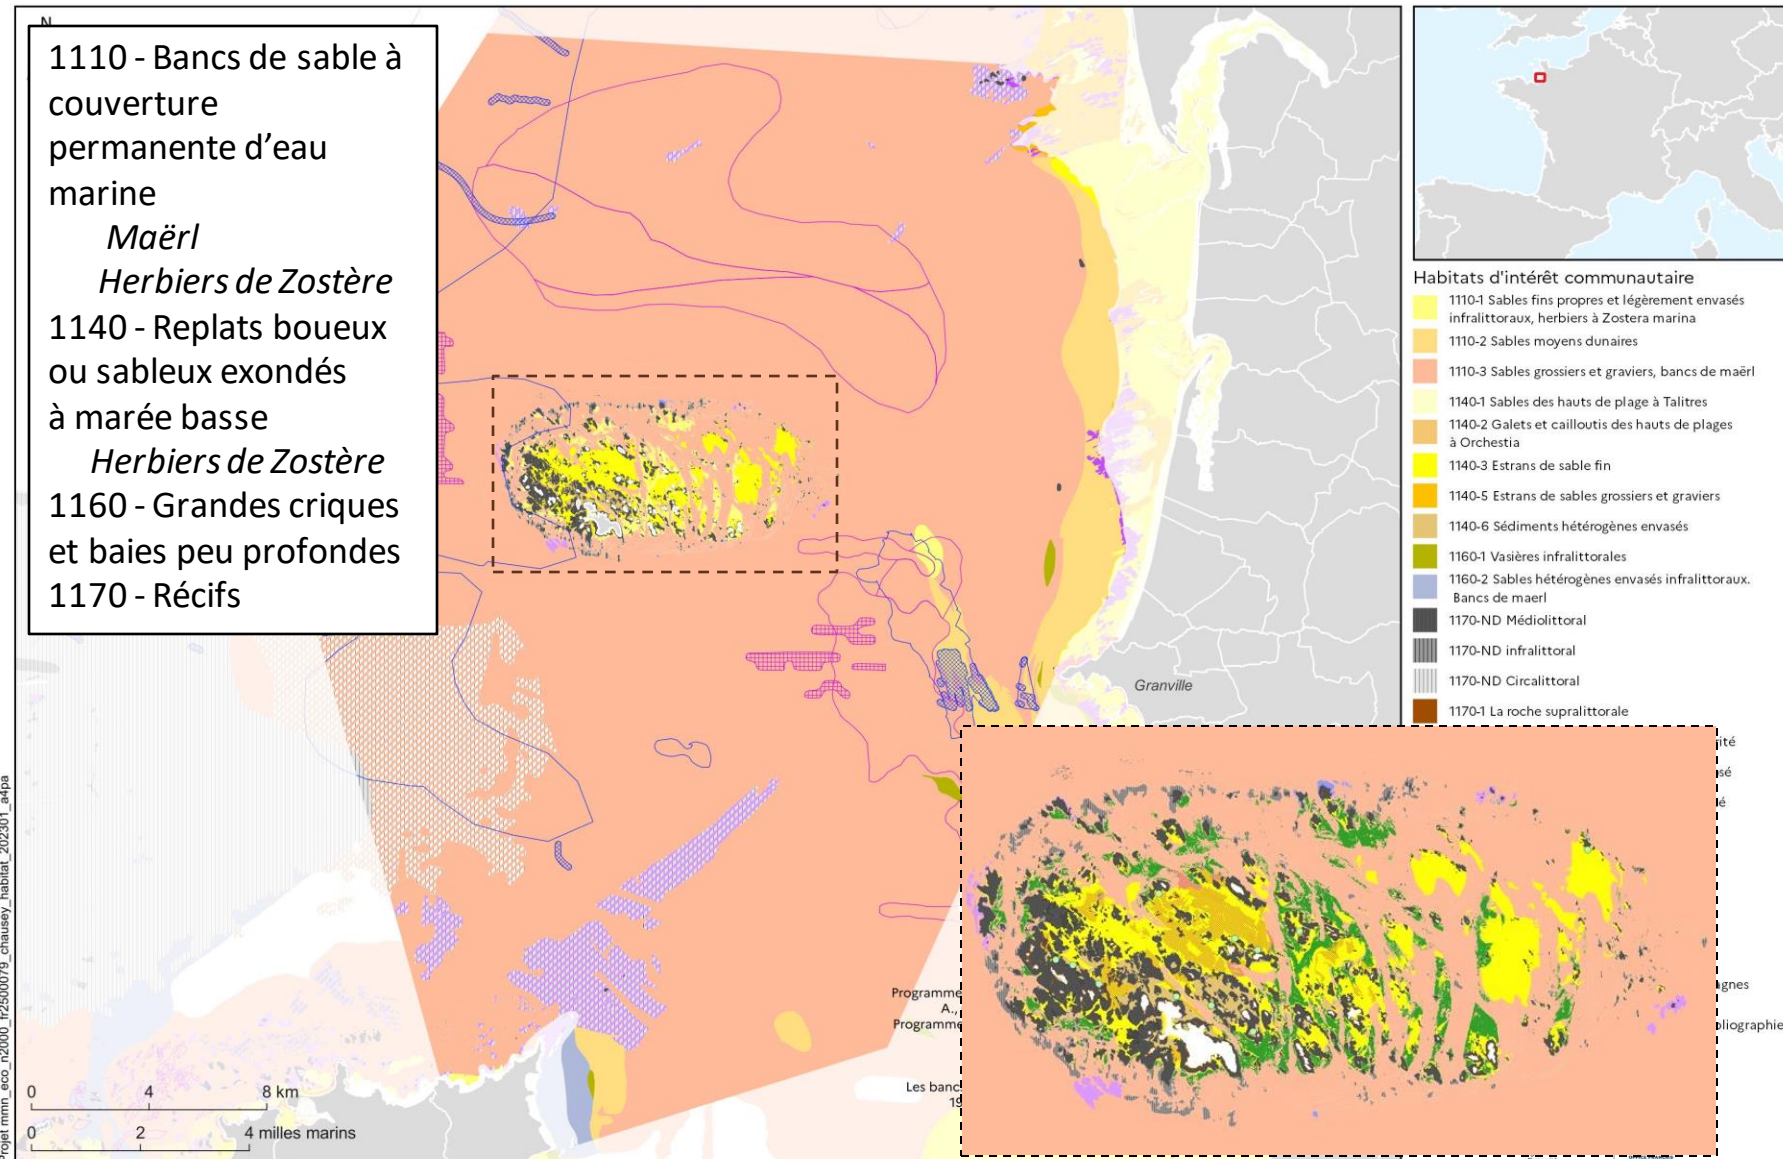 N
1110 - Bancs de sable à
couverture
permanente d’eau
marine
Maërl
Herbiers de Zostère
1140 - Replats boueux
ou sableux exondés
à marée basse
Herbiers de Zostère
1160 - Grandes criques
et baies peu profondes
1170 - Récifs
Granville
Habitats d'intérêt communautaire
1110-1 Sables fins propres et légèrement envasés
infralittoraux, herbiers à Zostera marina
1110-2 Sables moyens dunaires
1110-3 Sables grossiers et graviers, bancs de maërl
1140-1 Sables des hauts de plage à Talitres
1140-2 Galets et cailloutis des hauts de plages
à Orchestia
1140-3 Estrans de sable fin
1140-5 Estrans de sables grossiers et graviers
1140-6 Sédiments hétérogènes envasés
1160-1 Vasières infralittorales
1160-2 Sables hétérogènes envasés infralittoraux.
Bancs de maerl
1170-ND Médiolittoral
1170-ND infralittoral
1170-ND Circalittoral
1170-1 La roche supralittorale
ité
sé
é
Programme
agnes
A.,
Programme
bliographie
Les banc
19
0 4 8 km
0 2 4 milles marins
Projet mmn_eco_n2000_fr2500079_chausey_habitat_202301_a4pa